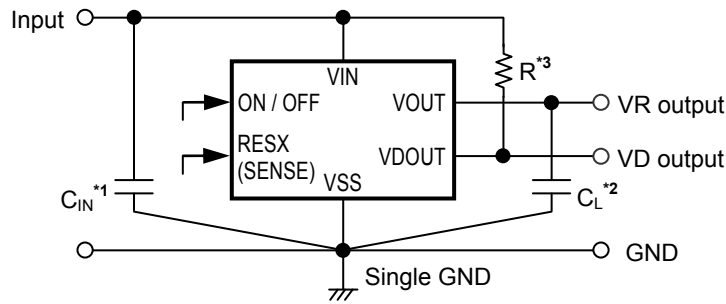 Input
VIN
R*3
ON / OFF
VOUT
VR output
RESX
(SENSE)
VDOUT
VD output
VSS
CIN*1
CL*2
GND
Single GND